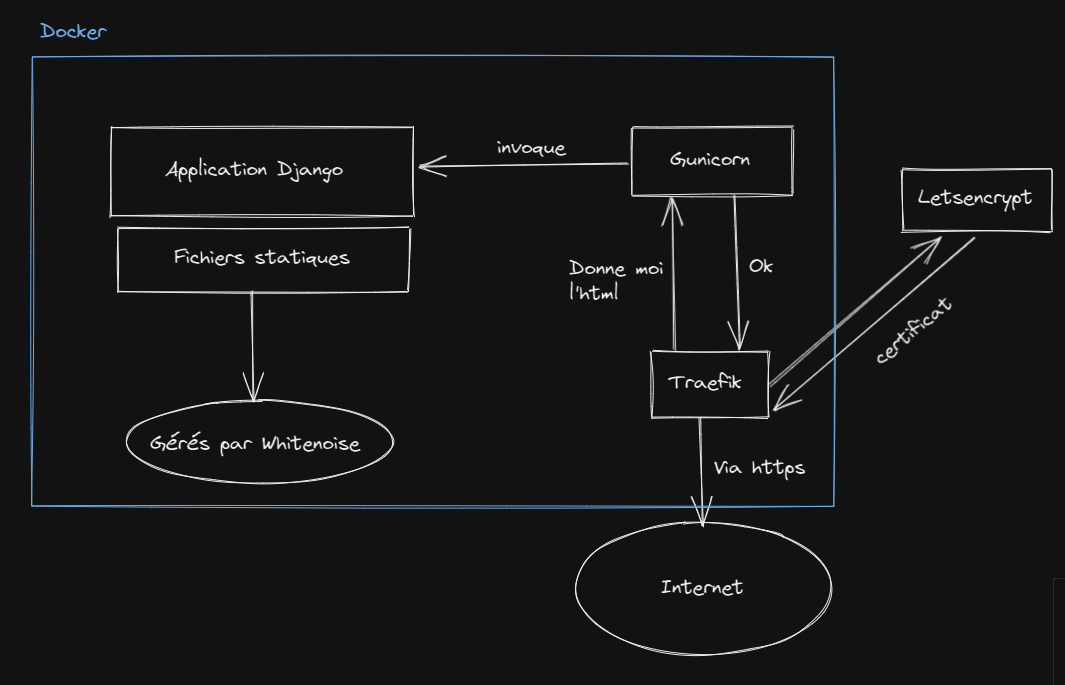 Docker
Application Django
invoque
Gunicorn
Letsencrypt
Fichiers statiques
Donne moi
l'html
Ok
certificat
Traefik
Gérés par Whitenoise
Via https
Internet